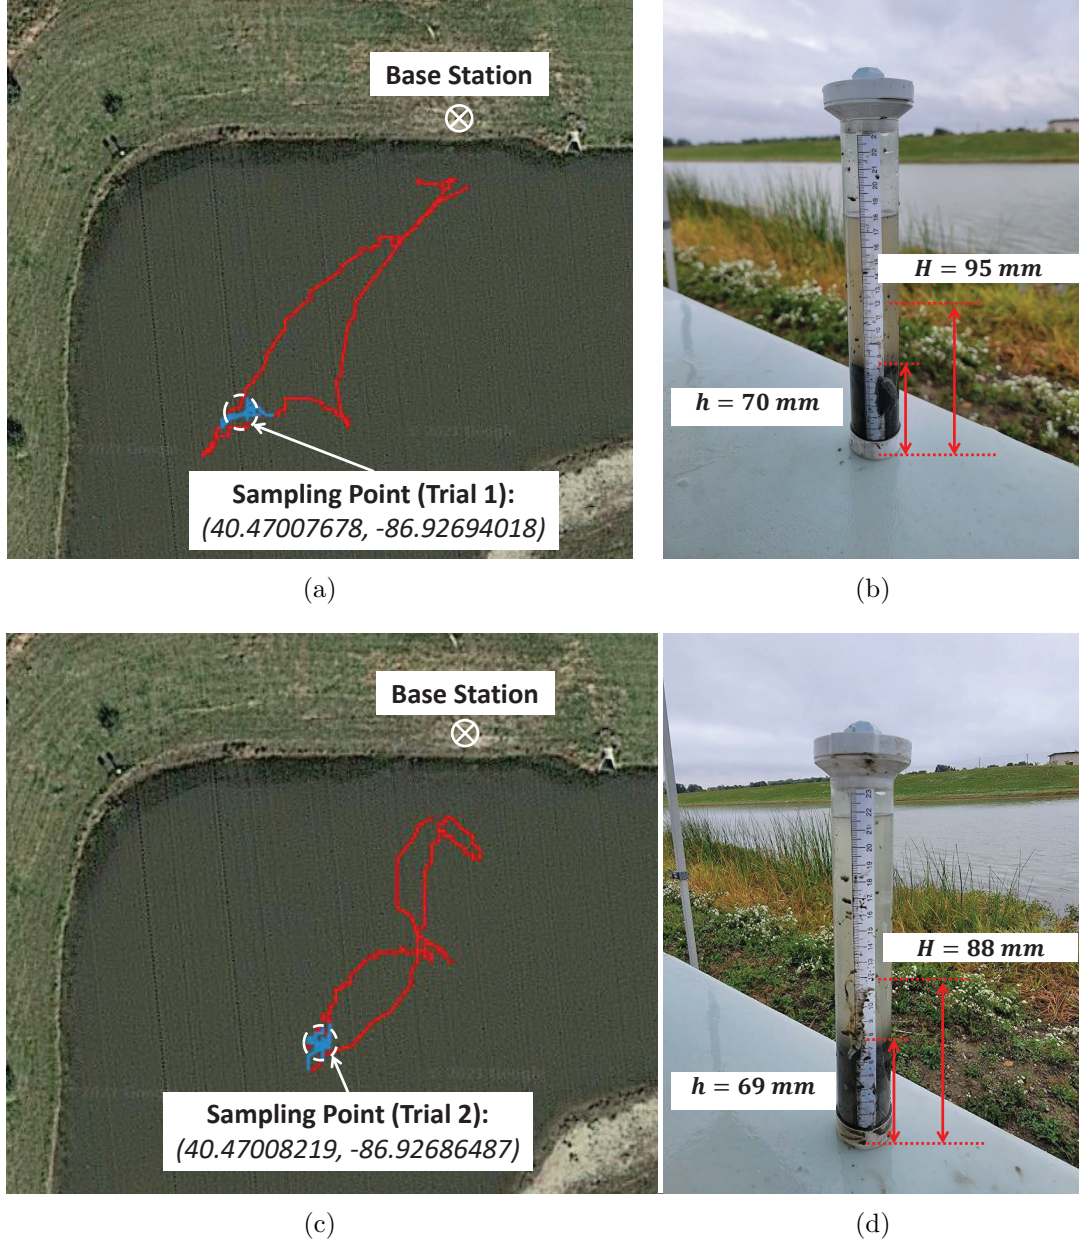 Base Station
Sampling Point (Trial 1):
(40.47007678, -86.92694018)
(a)
H = 95 mm
h = 70 mm
(b)
Base Station
Sampling Point (Trial 2):
(40.47008219, -86.92686487)
(c)
H = 88 mm
h = 69 mm
(d)